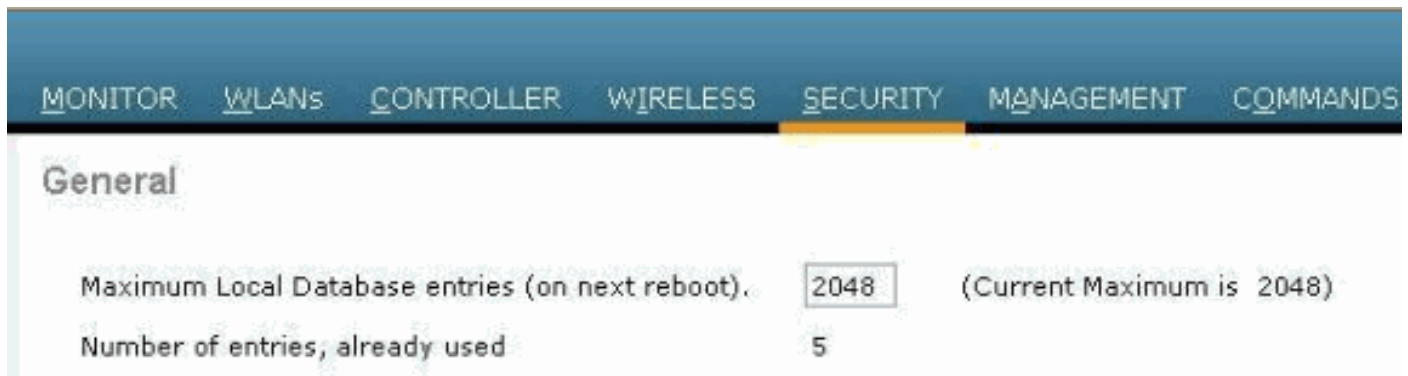 MONITOR WLANs CONTROLLER WIRELESS SECURITY MANAGEMENT COMMANDS
General
Maximum Local Database entries (on next reboot). 2048 (Current Maximum is 2048)
Number of entries, already used 5